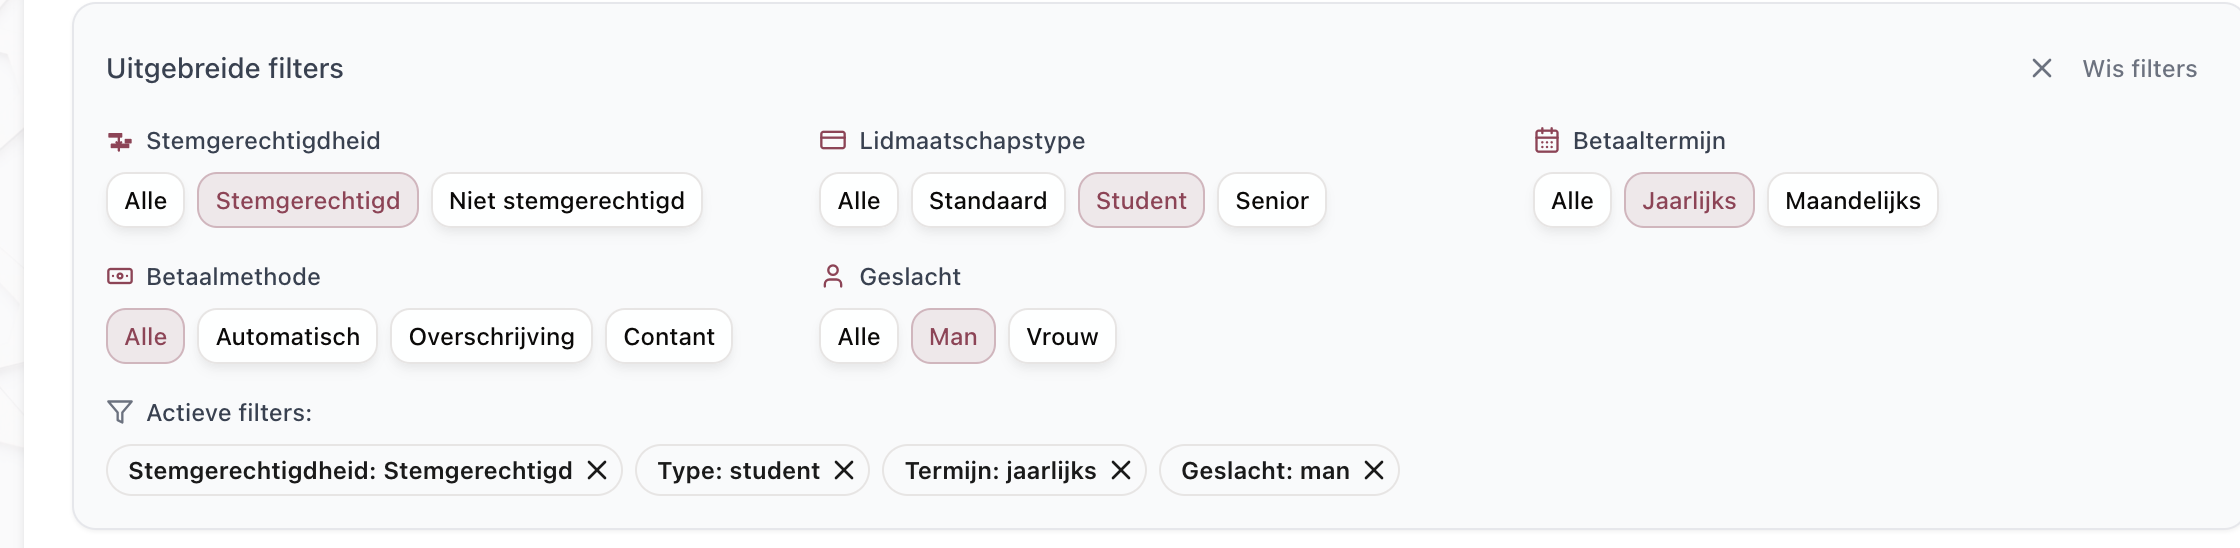 Uitgebreide filters
Wis filters
Stemgerechtigdheid
Alle Stemgerechtigd Niet stemgerechtigd
Lidmaatschapstype
Alle Standaard Student Senior
Betaaltermijn
Alle Jaarlijks Maandelijks
Betaalmethode
Alle Automatisch Overschrijving Contant
Geslacht
Alle Man Vrouw
Actieve filters:
Stemgerechtigdheid: Stemgerechtigd Type: student Termijn: jaarlijks Geslacht: man